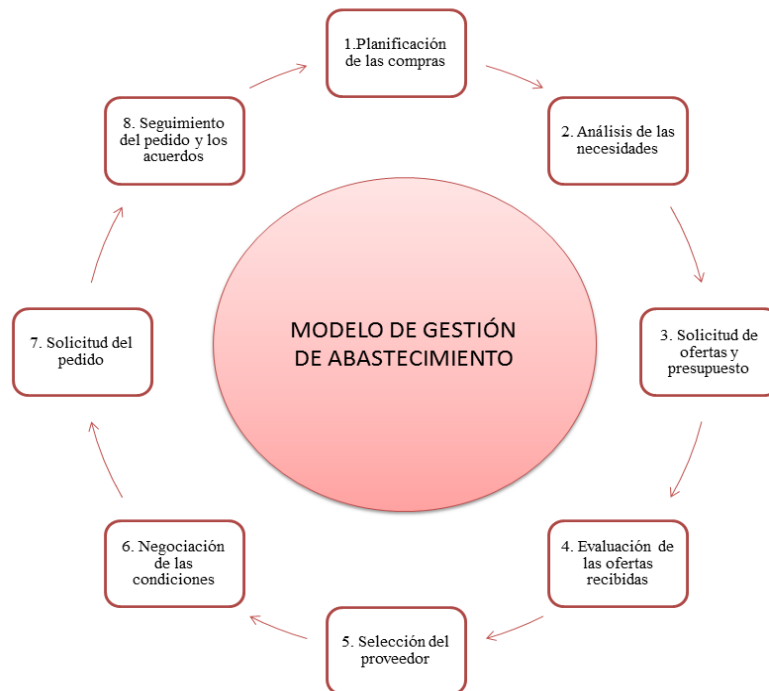 1.Planificación
de las compras
2. Análisis de las
necesidades
3. Solicitud de
ofertas y
presupuesto
4. Evaluación de
las ofertas
recibidas
5. Selección del
proveedor
6. Negociación
de las
condiciones
7. Solicitud del
pedido
8. Seguimiento
del pedido y los
acuerdos
MODELO DE GESTIÓN
DE ABASTECIMIENTO